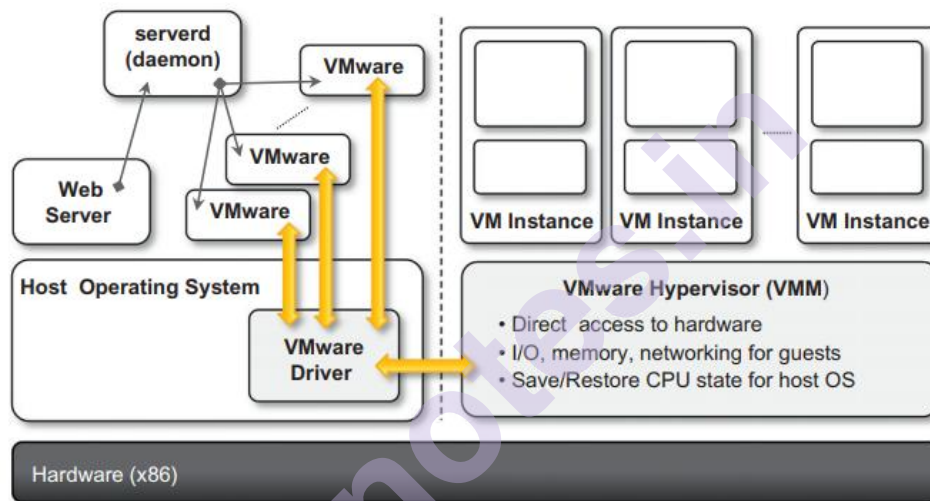 serverd
(daemon)
VMware
VMware
VMware
Web
Server
Host Operating System
VMware
Driver
VM Instance
VM Instance
VM Instance
VMware Hypervisor (VMM)
• Direct access to hardware
• I/O, memory, networking for guests
• Save/Restore CPU state for host OS
Hardware (x86)
notes.in